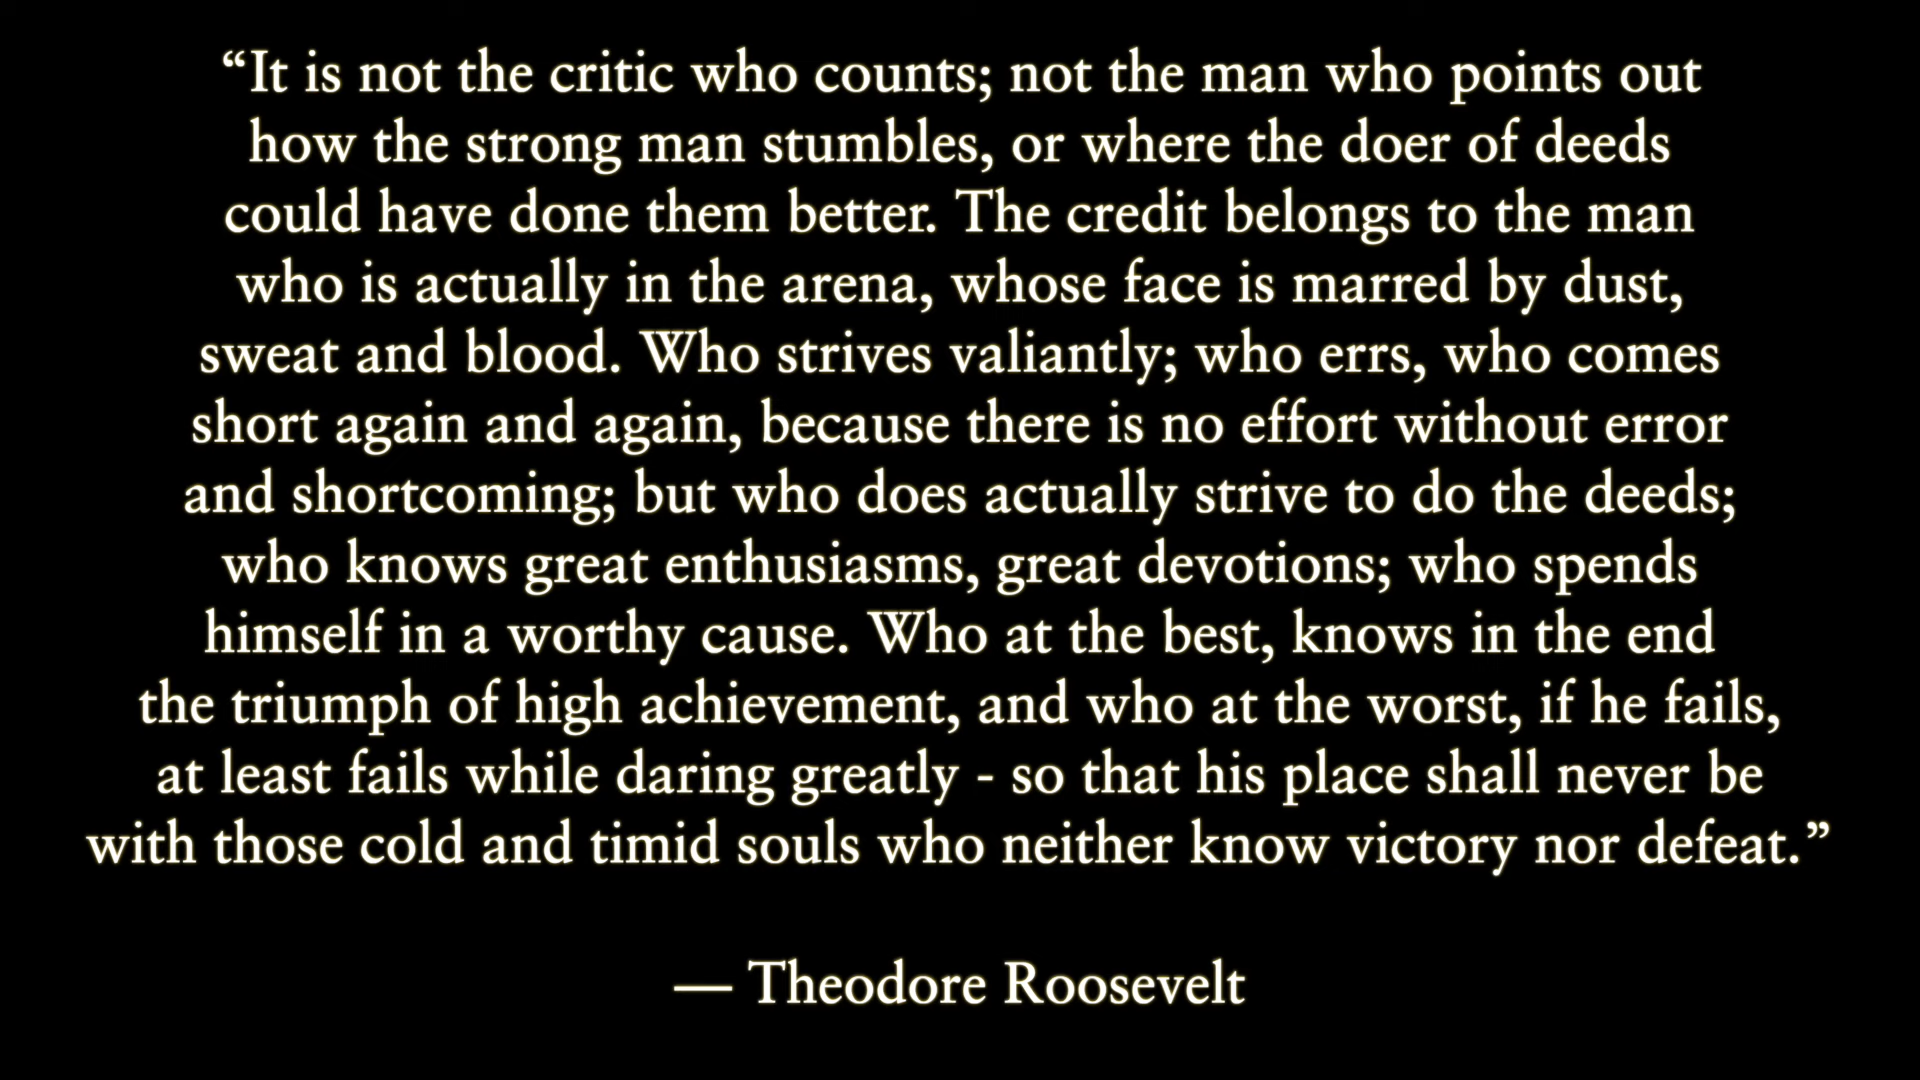 “It is not the critic who counts; not the man who points out
how the strong man stumbles, or where the doer of deeds
could have done them better. The credit belongs to the man
who is actually in the arena, whose face is marred by dust,
sweat and blood. Who strives valiantly; who errs, who comes
short again and again, because there is no effort without error
and shortcoming; but who does actually strive to do the deeds;
who knows great enthusiasms, great devotions; who spends
himself in a worthy cause. Who at the best, knows in the end
the triumph of high achievement, and who at the worst, if he fails,
at least fails while daring greatly - so that his place shall never be
with those cold and timid souls who neither know victory nor defeat.”
— Theodore Roosevelt